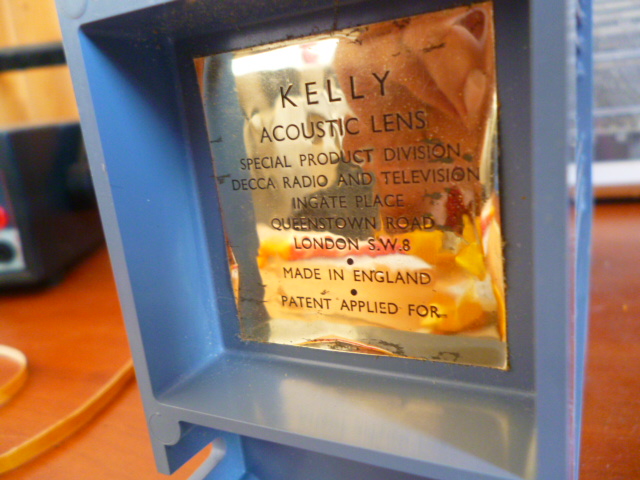 KELLY
ACOUSTIC LENS
SPECIAL PRODUCT DIVISION
DECCA RADIO AND TELEVISION
INGATE PLACE
QUEENSTOWN ROAD
LONDON S.W.8
•
MADE IN ENGLAND
•
PATENT APPLIED FOR